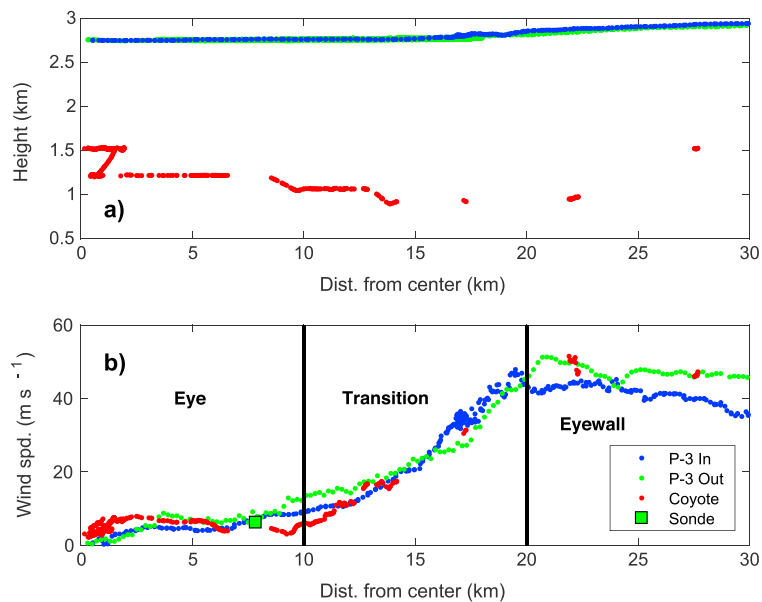 3
2.5
2
1.5
1
0.5
Height (km)
a)
0 5 10 15 20 25 30
Dist. from center (km)
60
40
20
0
Wind spd. (m s⁻¹)
b)
Eye
Transition
Eyewall
P-3 In
P-3 Out
Coyote
Sonde
0 5 10 15 20 25 30
Dist. from center (km)